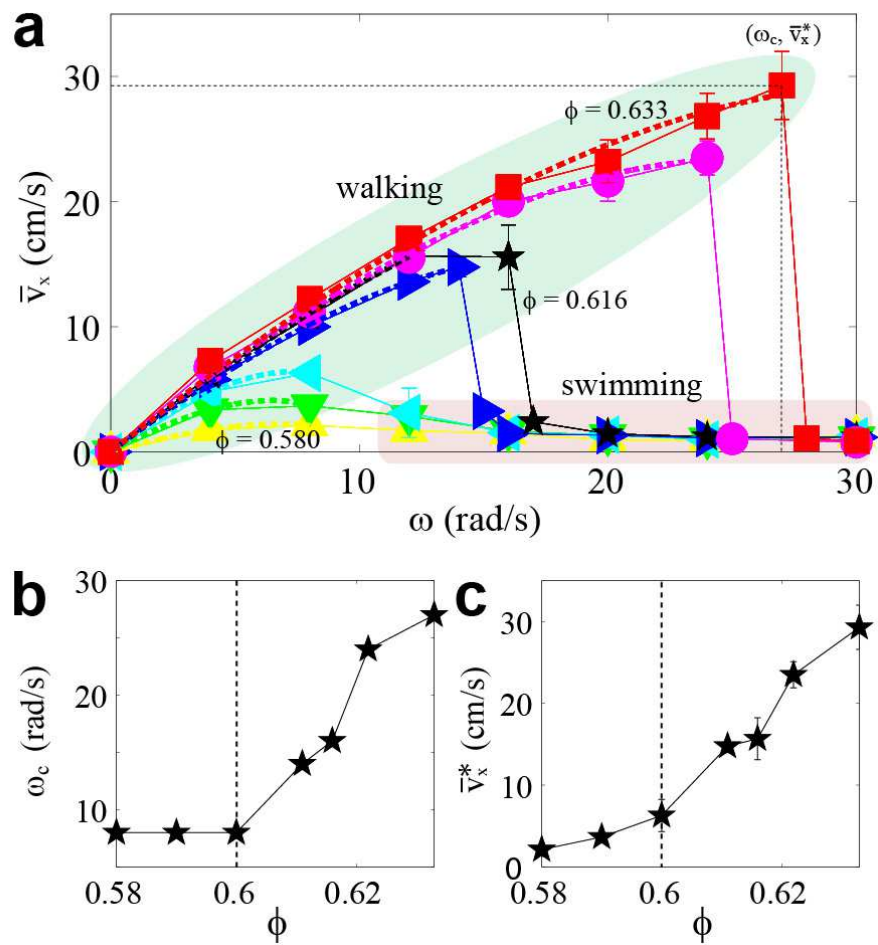 a
(ω_c, v̄_x*)
30
ϕ = 0.633
walking
20
v̄_x (cm/s)
10
ϕ = 0.616
swimming
ϕ = 0.580
0
0 10 20 30
ω (rad/s)
b c
30
20
10
ω_c (rad/s)
0.58 0.6 0.62
ϕ
30
20
10
0
v̄_x* (cm/s)
0.58 0.6 0.62
ϕ